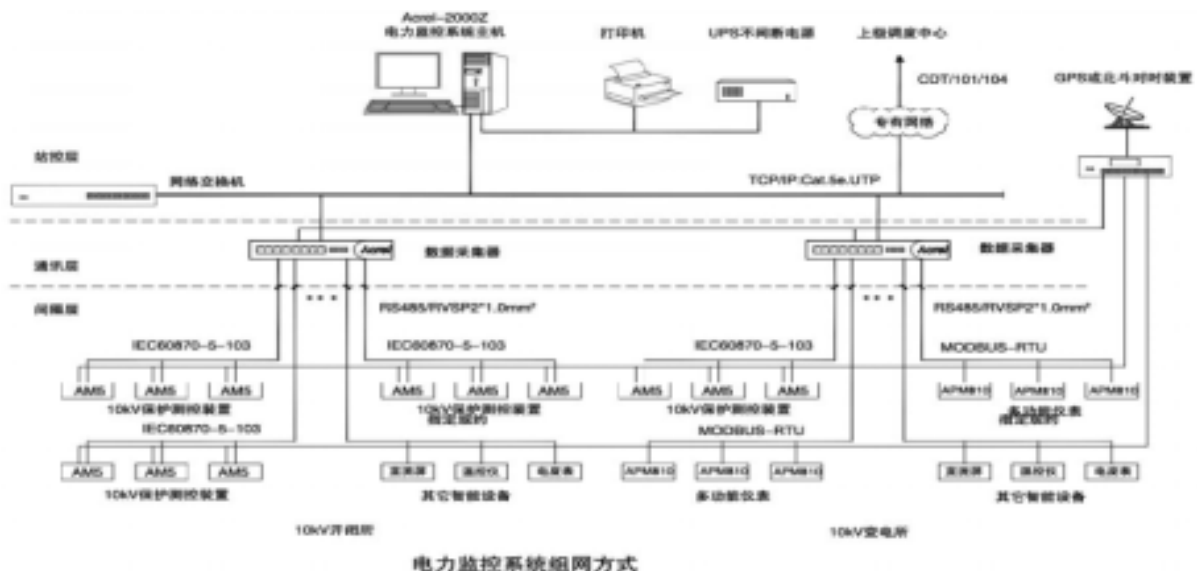 Acrel-2000Z
电力监控系统主机
打印机
UPS不间断电源
上级调度中心
CDT/101/104
GPS或北斗对时装置
专有网络
站控层
网络交换机
TCP/IP:Cat.5e.UTP
Acrel
数据采集器
Acrel
数据采集器
通讯层
间隔层
RS485/RVSP2*1.0mm²
RS485/RVSP2*1.0mm²
IEC60870-5-103
IEC60870-5-103
IEC60870-5-103
MODBUS-RTU
AM5 AM5 AM5
AM5 AM5 AM5
AM5 AM5 AM5
APM810 APM810 APM810
10kV保护测控装置
10kV保护测控装置
10kV保护测控装置
多功能仪表
指定规约
指定规约
IEC60870-5-103
MODBUS-RTU
AM5 AM5 AM5
直流屏 温控仪 电度表
APM810 APM810 APM810
直流屏 温控仪 电度表
10kV保护测控装置
其它智能设备
多功能仪表
其它智能设备
10kV开闭所
10kV变电所
电力监控系统组网方式